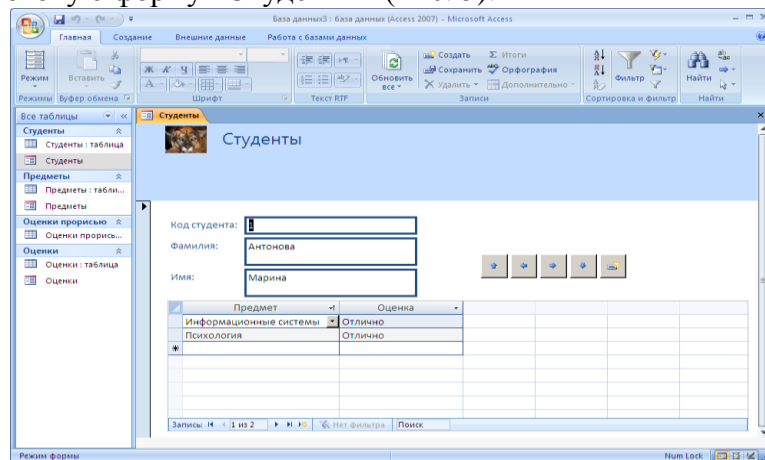 База данных3 : база данных (Access 2007) - Microsoft Access
Главная Создание Внешние данные Работа с базами данных
Режим
Режимы
Вставить
Буфер обмена
Ж К Ч
Шрифт
Текст RTF
Обновить все
Создать
Сохранить
Удалить
Итоги
Орфография
Дополнительно
Записи
Фильтр
Сортировка и фильтр
Найти
Найти
Все таблицы
Студенты
Студенты : таблица
Студенты
Предметы
Предметы : табли...
Предметы
Оценки прорисью
Оценки прорись...
Оценки
Оценки : таблица
Оценки
Студенты
Студенты
Код студента:
Фамилия: Антонова
Имя: Марина
Предмет Оценка
Информационные системы Отлично
Психология Отлично
Записи: 1 из 2 Нет фильтра Поиск
Режим формы Num Lock